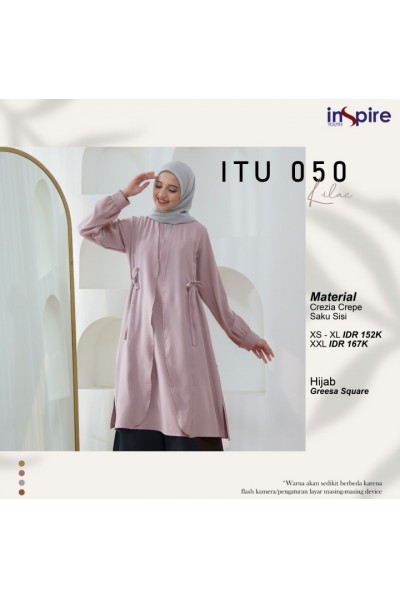 inSpire
YOUTH
ITU 050
Lilac
Material
Crezia Crepe
Saku Sisi
XS - XL IDR 152K
XXL IDR 167K
Hijab
Greesa Square
*Warna akan sedikit berbeda karena
flash kamera/pengaturan layar masing-masing device